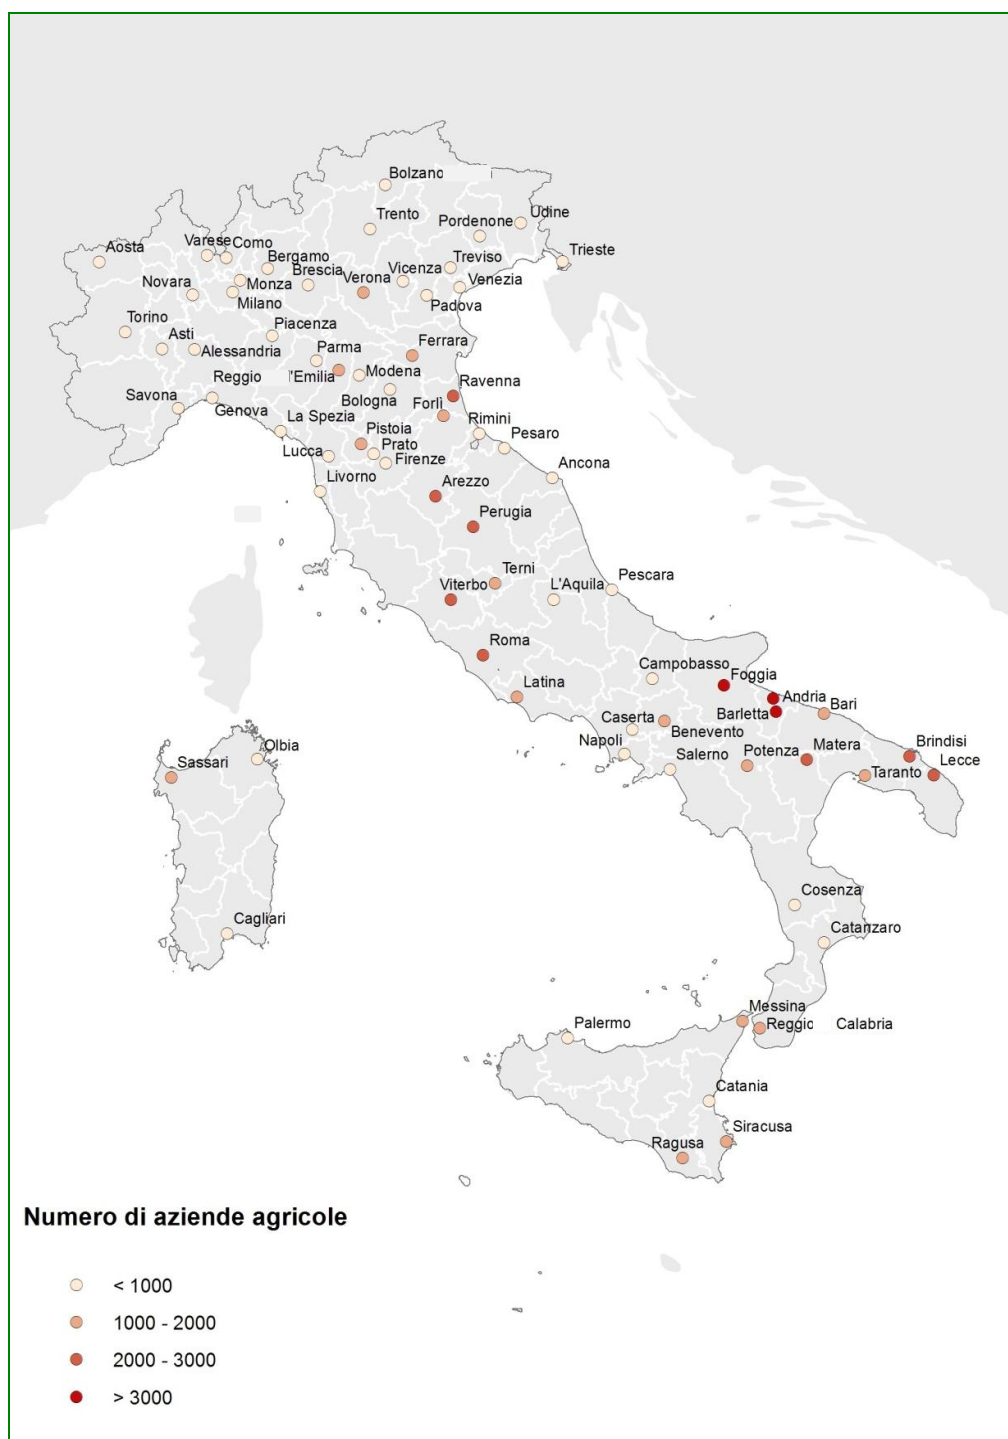 Bolzano
Trento
Pordenone
Udine
Aosta
Varese
Como
Bergamo
Brescia
Verona
Vicenza
Treviso
Trieste
Venezia
Novara
Monza
Milano
Padova
Torino
Asti
Piacenza
Alessandria
Parma
Ferrara
Reggio l'Emilia
Modena
Ravenna
Savona
Genova
La Spezia
Bologna
Forlì
Rimini
Pistoia
Prato
Pesaro
Lucca
Firenze
Ancona
Livorno
Arezzo
Perugia
Terni
Viterbo
L'Aquila
Pescara
Roma
Campobasso
Foggia
Latina
Andria
Barletta
Bari
Caserta
Benevento
Napoli
Salerno
Potenza
Matera
Brindisi
Lecce
Taranto
Olbia
Sassari
Cosenza
Cagliari
Catanzaro
Messina
Palermo
Reggio Calabria
Catania
Siracusa
Ragusa
Numero di aziende agricole
< 1000
1000 - 2000
2000 - 3000
> 3000